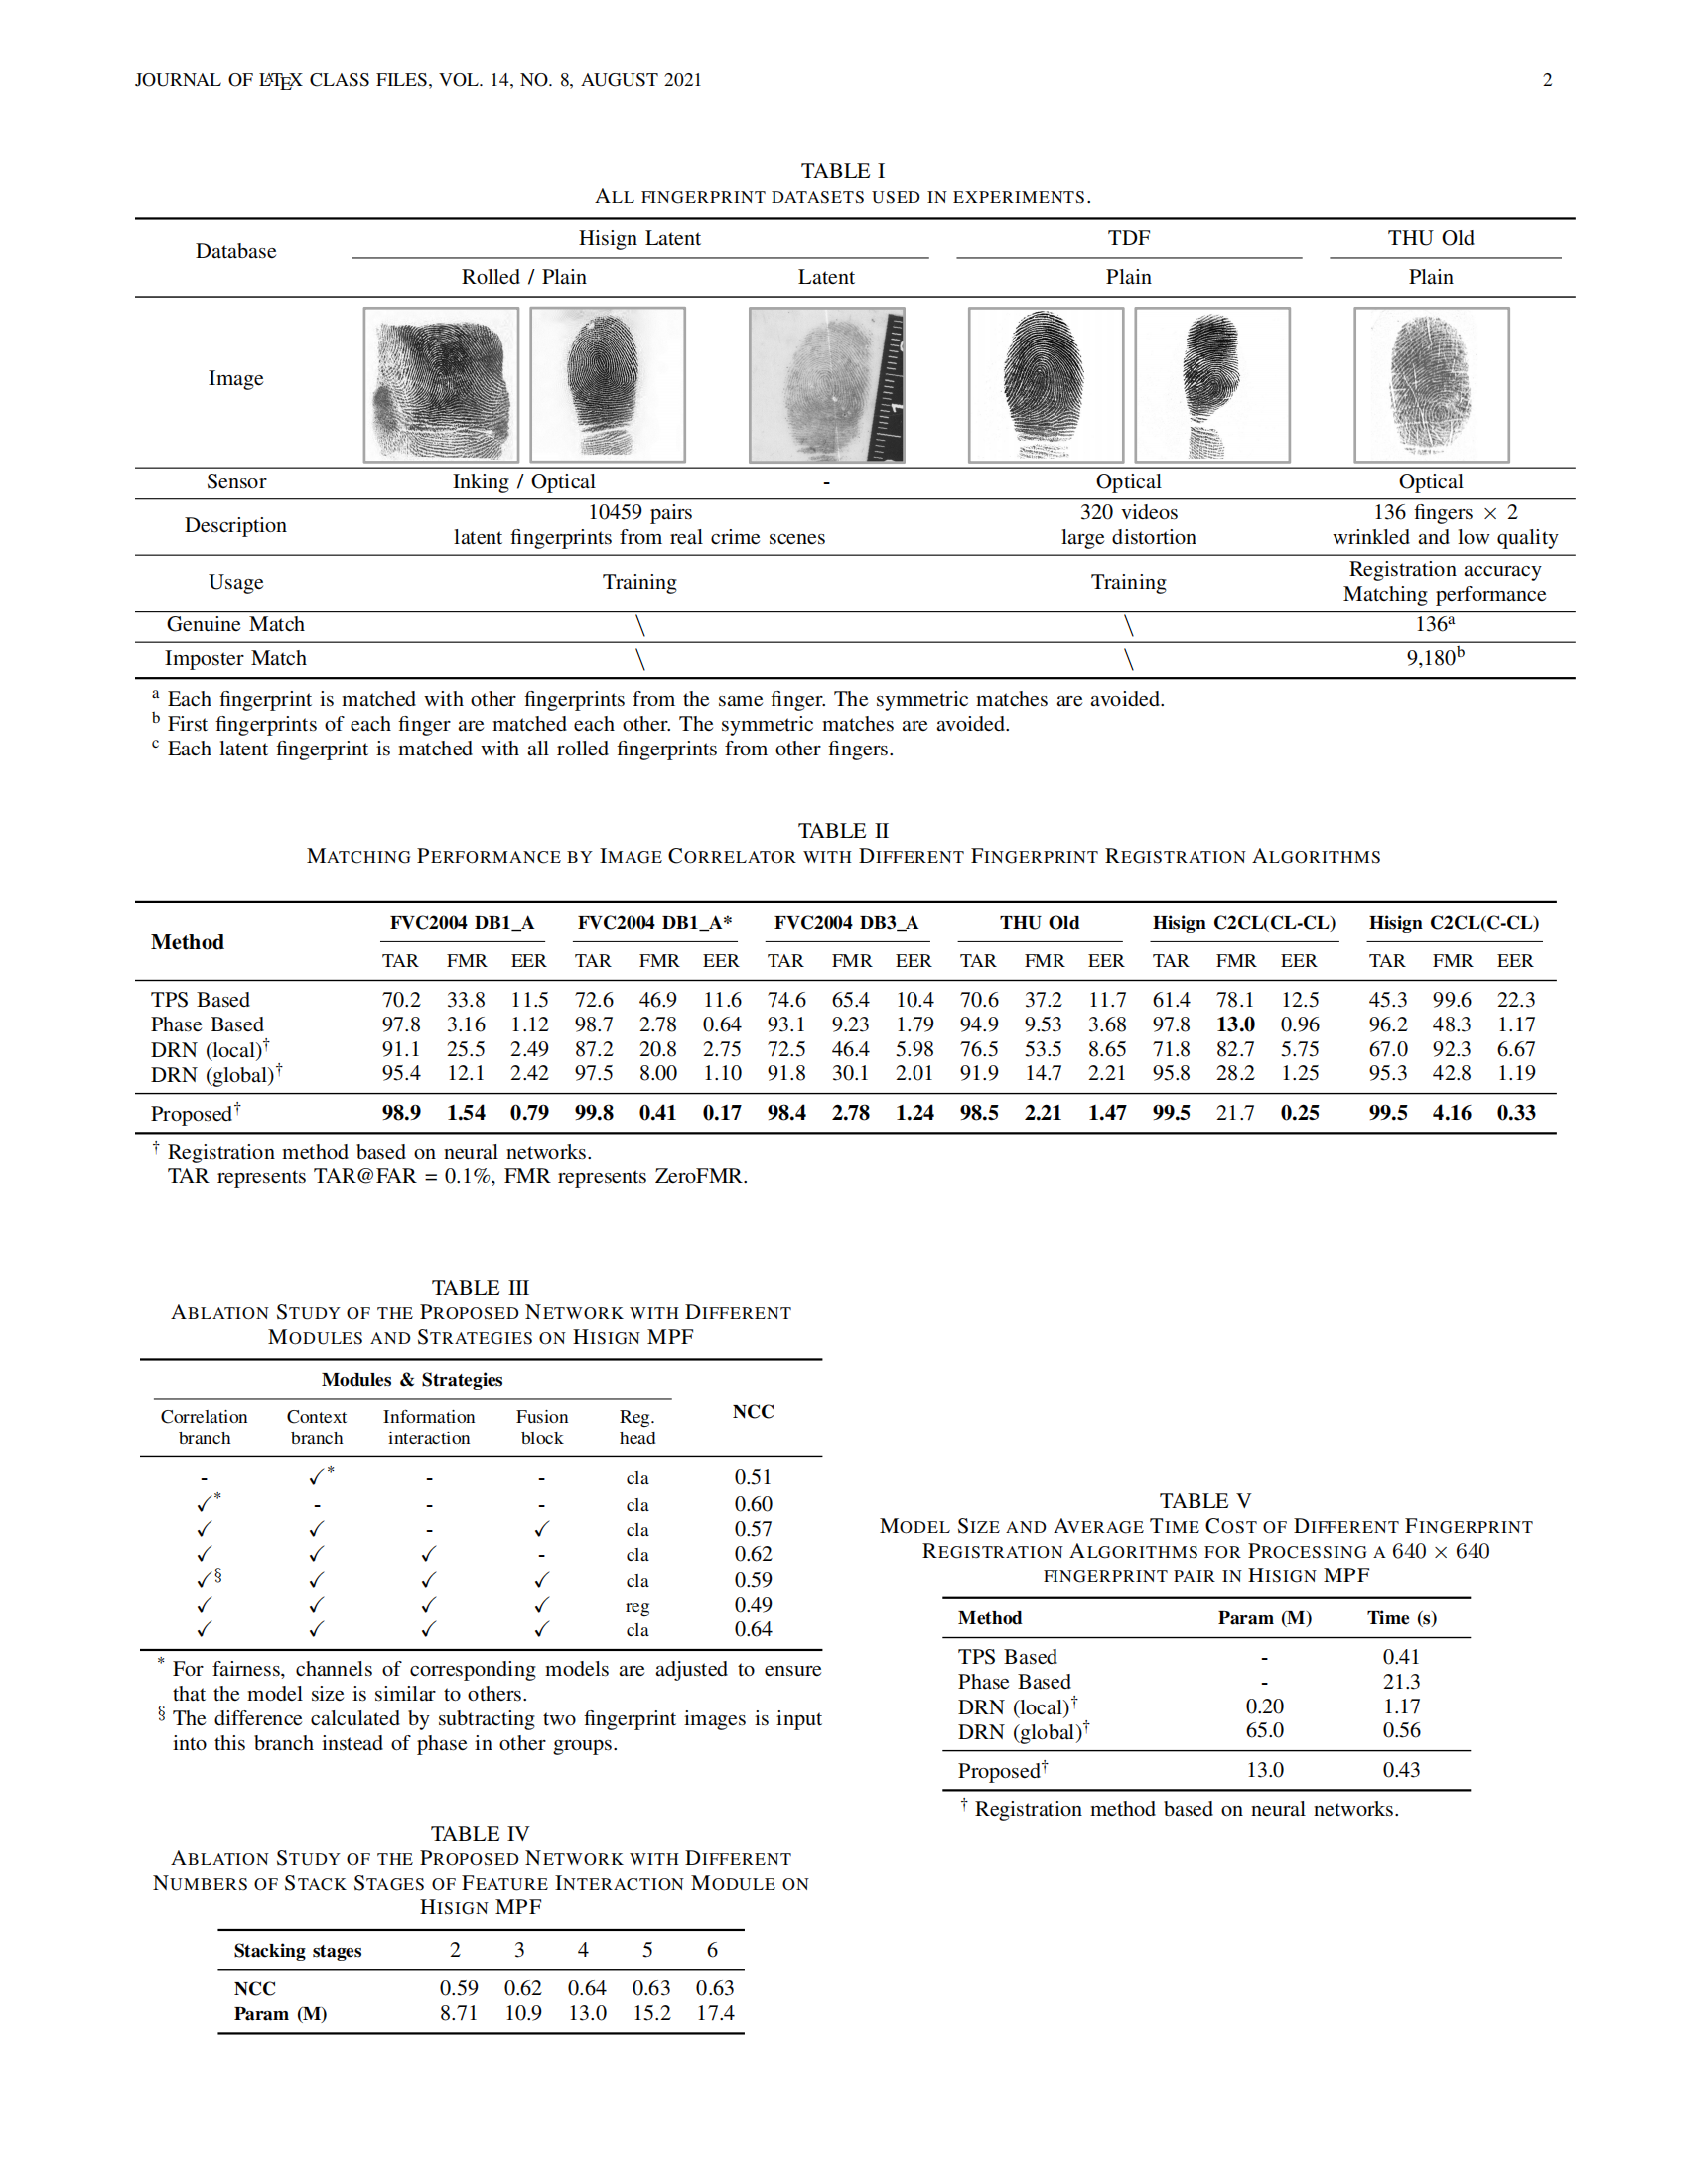 JOURNAL OF LATEX CLASS FILES, VOL. 14, NO. 8, AUGUST 2021 2
TABLE I
ALL FINGERPRINT DATASETS USED IN EXPERIMENTS.
Database Hisign Latent TDF THU Old
Rolled / Plain Latent Plain Plain
Image
Sensor Inking / Optical - Optical Optical
Description 10459 pairs 320 videos 136 fingers × 2
latent fingerprints from real crime scenes large distortion wrinkled and low quality
Usage Training Training Registration accuracy
Matching performance
Genuine Match \ \ 136ᵃ
Imposter Match \ \ 9,180ᵇ
ᵃ Each fingerprint is matched with other fingerprints from the same finger. The symmetric matches are avoided.
ᵇ First fingerprints of each finger are matched each other. The symmetric matches are avoided.
ᶜ Each latent fingerprint is matched with all rolled fingerprints from other fingers.
TABLE II
MATCHING PERFORMANCE BY IMAGE CORRELATOR WITH DIFFERENT FINGERPRINT REGISTRATION ALGORITHMS
Method FVC2004 DB1_A FVC2004 DB1_A* FVC2004 DB3_A THU Old Hisign C2CL(CL-CL) Hisign C2CL(C-CL)
TAR FMR EER TAR FMR EER TAR FMR EER TAR FMR EER TAR FMR EER TAR FMR EER
TPS Based 70.2 33.8 11.5 72.6 46.9 11.6 74.6 65.4 10.4 70.6 37.2 11.7 61.4 78.1 12.5 45.3 99.6 22.3
Phase Based 97.8 3.16 1.12 98.7 2.78 0.64 93.1 9.23 1.79 94.9 9.53 3.68 97.8 13.0 0.96 96.2 48.3 1.17
DRN (local)† 91.1 25.5 2.49 87.2 20.8 2.75 72.5 46.4 5.98 76.5 53.5 8.65 71.8 82.7 5.75 67.0 92.3 6.67
DRN (global)† 95.4 12.1 2.42 97.5 8.00 1.10 91.8 30.1 2.01 91.9 14.7 2.21 95.8 28.2 1.25 95.3 42.8 1.19
Proposed† 98.9 1.54 0.79 99.8 0.41 0.17 98.4 2.78 1.24 98.5 2.21 1.47 99.5 21.7 0.25 99.5 4.16 0.33
† Registration method based on neural networks.
TAR represents TAR@FAR = 0.1%, FMR represents ZeroFMR.
TABLE III
ABLATION STUDY OF THE PROPOSED NETWORK WITH DIFFERENT
MODULES AND STRATEGIES ON HISIGN MPF
Modules & Strategies NCC
Correlation Context Information Fusion Reg.
branch branch interaction block head
- ✓* - - cla 0.51
✓* - - - cla 0.60
✓ ✓ - ✓ cla 0.57
✓ ✓ ✓ - cla 0.62
✓§ ✓ ✓ ✓ cla 0.59
✓ ✓ ✓ ✓ reg 0.49
✓ ✓ ✓ ✓ cla 0.64
* For fairness, channels of corresponding models are adjusted to ensure
that the model size is similar to others.
§ The difference calculated by subtracting two fingerprint images is input
into this branch instead of phase in other groups.
TABLE IV
ABLATION STUDY OF THE PROPOSED NETWORK WITH DIFFERENT
NUMBERS OF STACK STAGES OF FEATURE INTERACTION MODULE ON
HISIGN MPF
Stacking stages 2 3 4 5 6
NCC 0.59 0.62 0.64 0.63 0.63
Param (M) 8.71 10.9 13.0 15.2 17.4
TABLE V
MODEL SIZE AND AVERAGE TIME COST OF DIFFERENT FINGERPRINT
REGISTRATION ALGORITHMS FOR PROCESSING A 640 × 640
FINGERPRINT PAIR IN HISIGN MPF
Method Param (M) Time (s)
TPS Based - 0.41
Phase Based - 21.3
DRN (local)† 0.20 1.17
DRN (global)† 65.0 0.56
Proposed† 13.0 0.43
† Registration method based on neural networks.